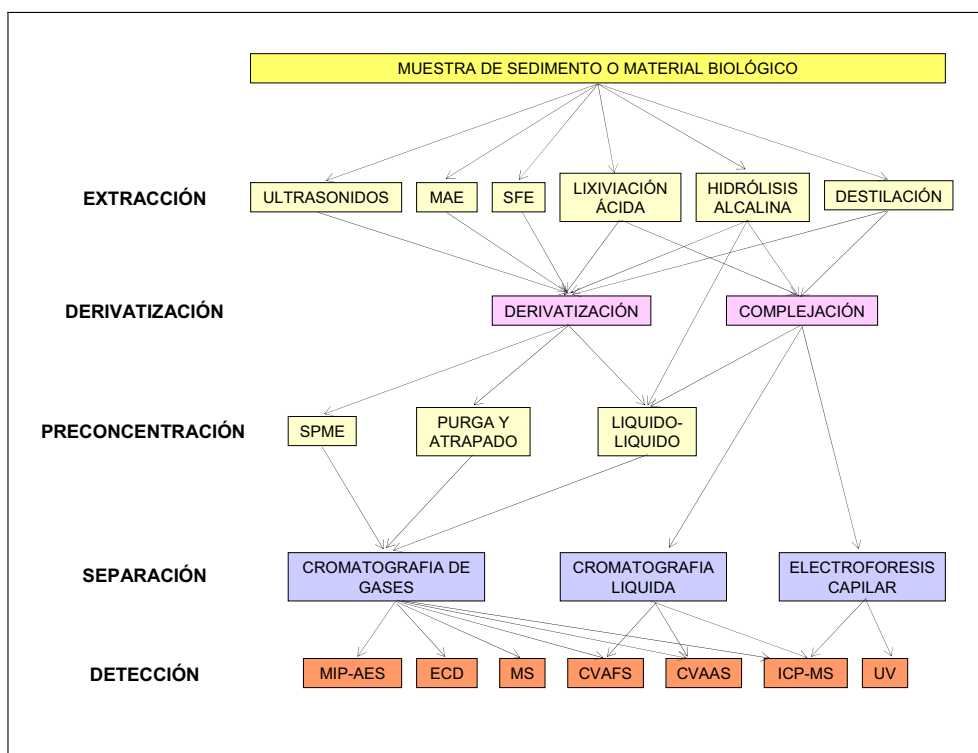 MUESTRA DE SEDIMENTO O MATERIAL BIOLÓGICO
EXTRACCIÓN
ULTRASONIDOS
MAE
SFE
LIXIVIACIÓN
ÁCIDA
HIDRÓLISIS
ALCALINA
DESTILACIÓN
DERIVATIZACIÓN
DERIVATIZACIÓN
COMPLEJACIÓN
PRECONCENTRACIÓN
SPME
PURGA Y
ATRAPADO
LIQUIDO-
LIQUIDO
SEPARACIÓN
CROMATOGRAFIA DE
GASES
CROMATOGRAFIA
LIQUIDA
ELECTROFORESIS
CAPILAR
DETECCIÓN
MIP-AES
ECD
MS
CVAFS
CVAAS
ICP-MS
UV